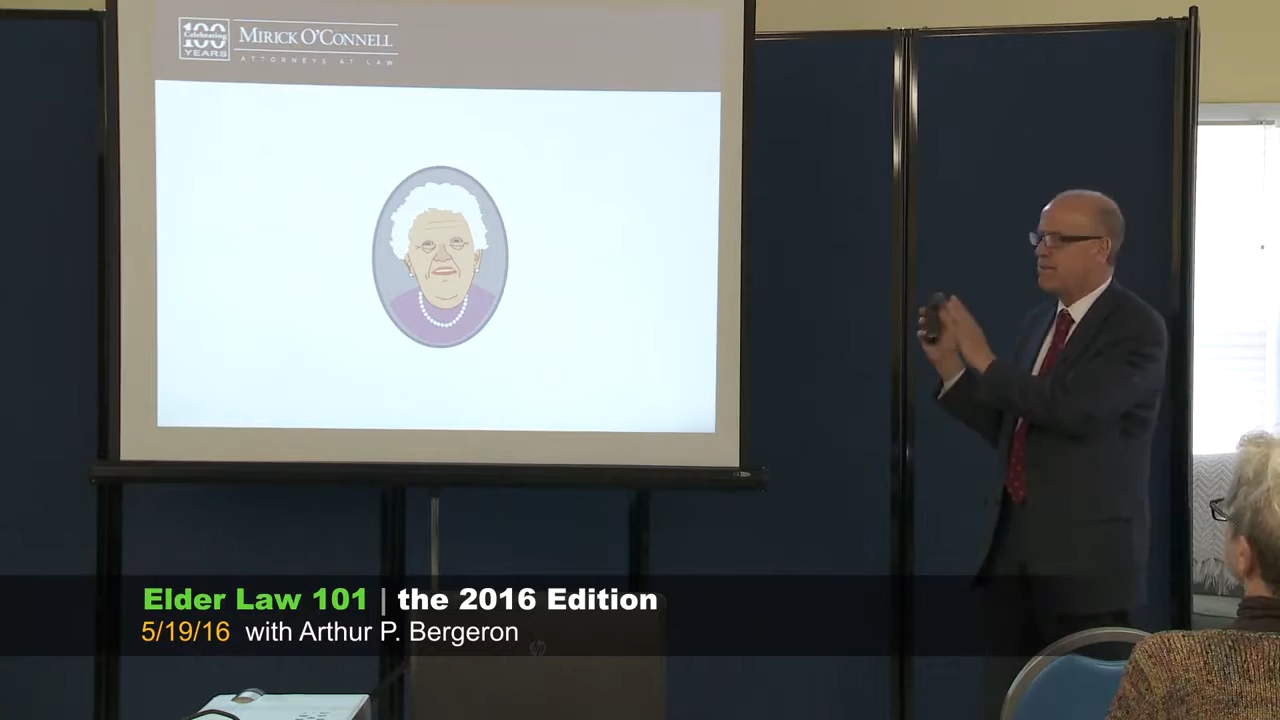 Celebrating
100
YEARS
MIRICK O'CONNELL
ATTORNEYS AT LAW
Elder Law 101 | the 2016 Edition
5/19/16 with Arthur P. Bergeron
hp